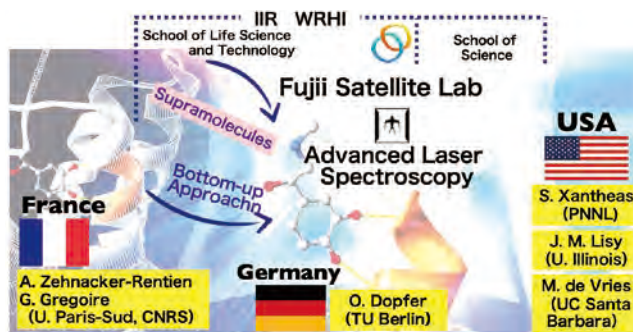 IIR WRHI
School of Life Science
and Technology
School of
Science
Fujii Satellite Lab
Supramolecules
Advanced Laser
Spectroscopy
Bottom-up
Approachn
USA
S. Xantheas
(PNNL)
J. M. Lisy
(U. Illinois)
M. de Vries
(UC Santa
Barbara)
France
A. Zehnacker-Rentien
G. Gregoire
(U. Paris-Sud, CNRS)
Germany
O. Dopfer
(TU Berlin)